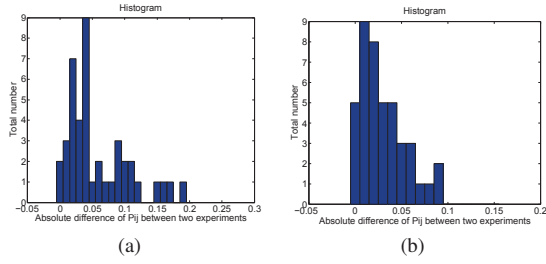 Histogram
9
8
7
6
5
4
3
2
1
0
-0.05 0 0.05 0.1 0.15 0.2 0.25 0.3
Total number
Absolute difference of Pij between two experiments
(a)
Histogram
9
8
7
6
5
4
3
2
1
0
-0.05 0 0.05 0.1 0.15 0.2
Total number
Absolute difference of Pij between two experiments
(b)